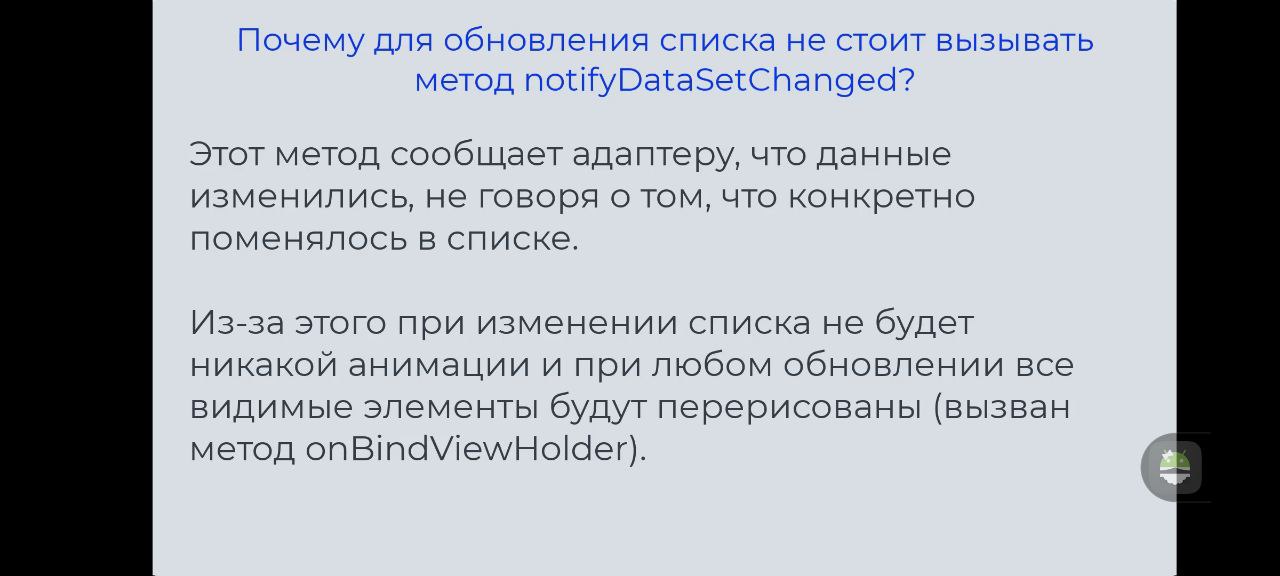 Почему для обновления списка не стоит вызывать
метод notifyDataSetChanged?
Этот метод сообщает адаптеру, что данные
изменились, не говоря о том, что конкретно
поменялось в списке.
Из-за этого при изменении списка не будет
никакой анимации и при любом обновлении все
видимые элементы будут перерисованы (вызван
метод onBindViewHolder).